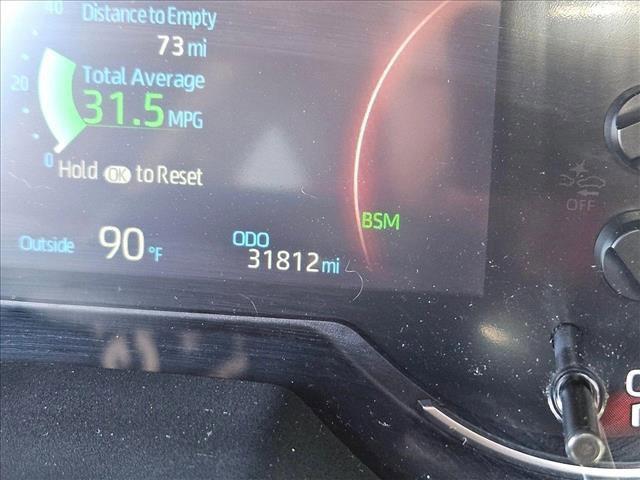 40
Distance to Empty
73 mi
20
Total Average
31.5 MPG
0
Hold OK to Reset
BSM
OFF
Outside 90 °F
ODO
31812 mi